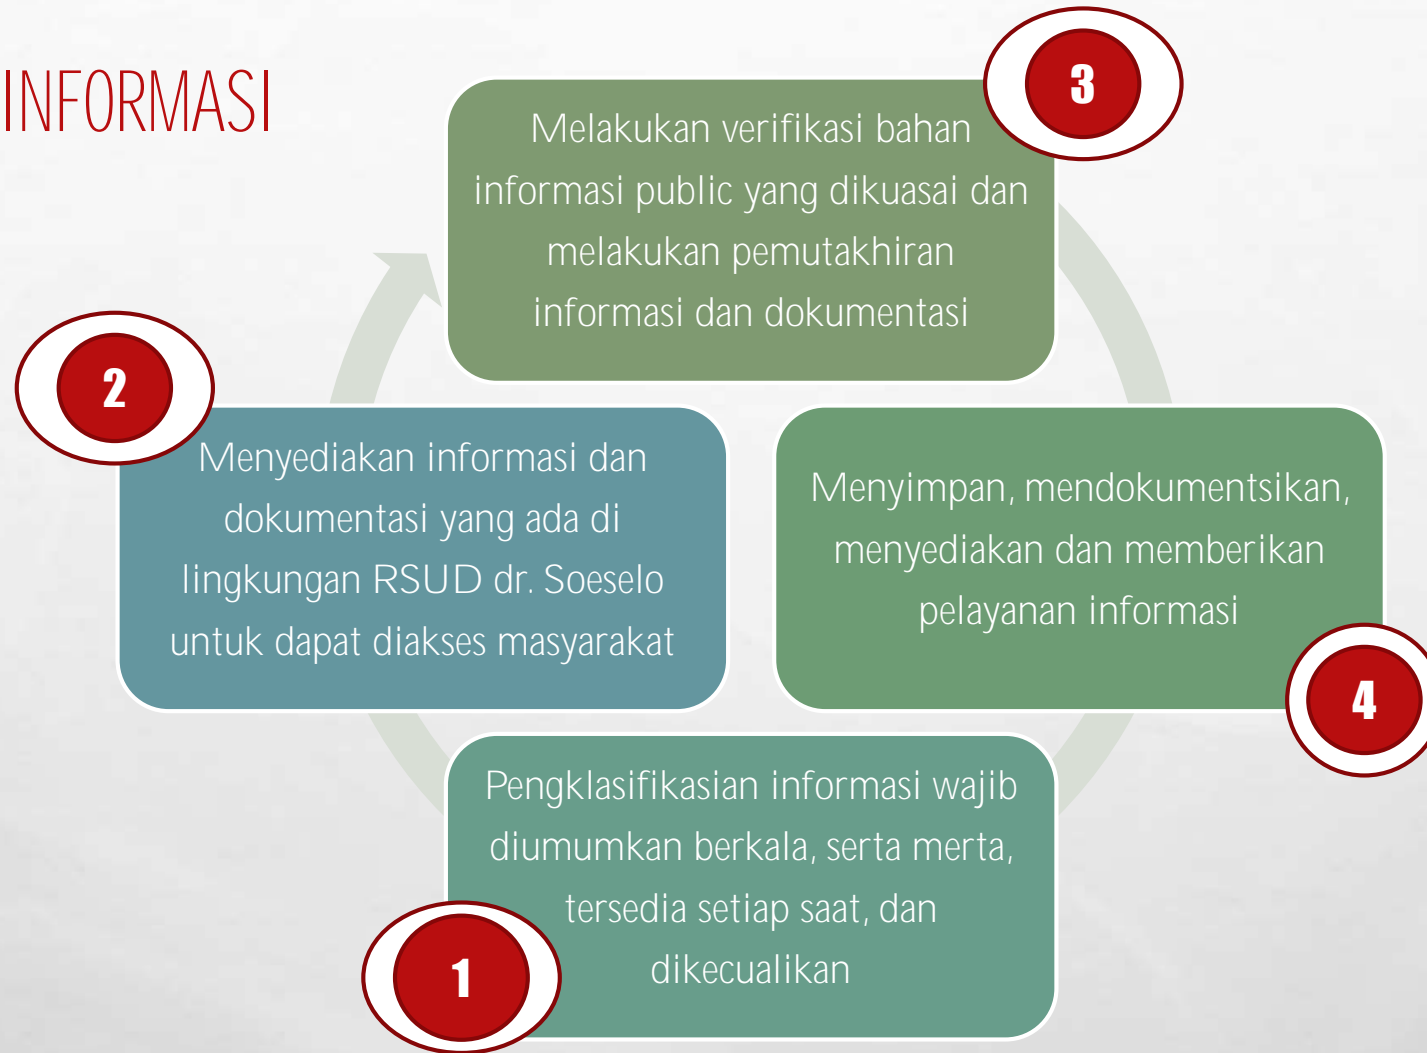 INFORMASI
3
Melakukan verifikasi bahan
informasi public yang dikuasai dan
melakukan pemutakhiran
informasi dan dokumentasi
2
Menyediakan informasi dan
dokumentasi yang ada di
lingkungan RSUD dr. Soeselo
untuk dapat diakses masyarakat
Menyimpan, mendokumentsikan,
menyediakan dan memberikan
pelayanan informasi
4
Pengklasifikasian informasi wajib
diumumkan berkala, serta merta,
tersedia setiap saat, dan
dikecualikan
1